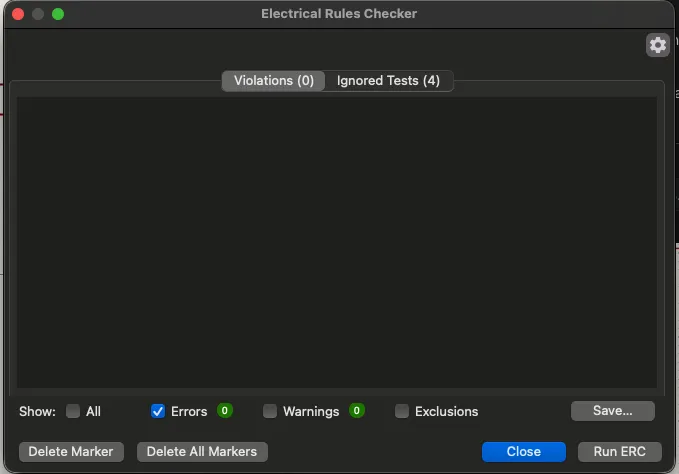 Electrical Rules Checker
Violations (0) Ignored Tests (4)
Show: All Errors 0 Warnings 0 Exclusions Save...
Delete Marker Delete All Markers Close Run ERC